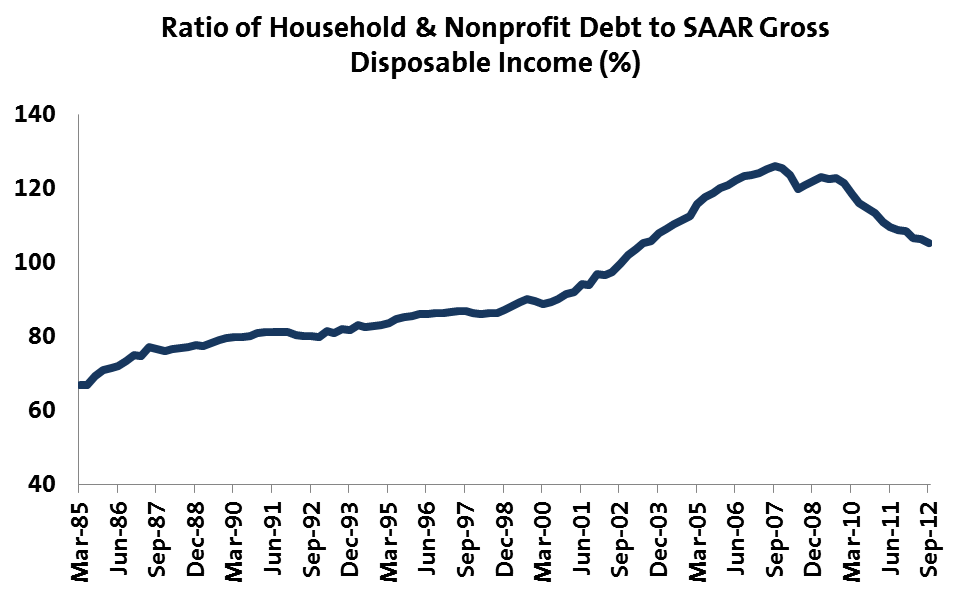 Ratio of Household & Nonprofit Debt to SAAR Gross
Disposable Income (%)
140
120
100
80
60
40
Mar-85
Jun-86
Sep-87
Dec-88
Mar-90
Jun-91
Sep-92
Dec-93
Mar-95
Jun-96
Sep-97
Dec-98
Mar-00
Jun-01
Sep-02
Dec-03
Mar-05
Jun-06
Sep-07
Dec-08
Mar-10
Jun-11
Sep-12